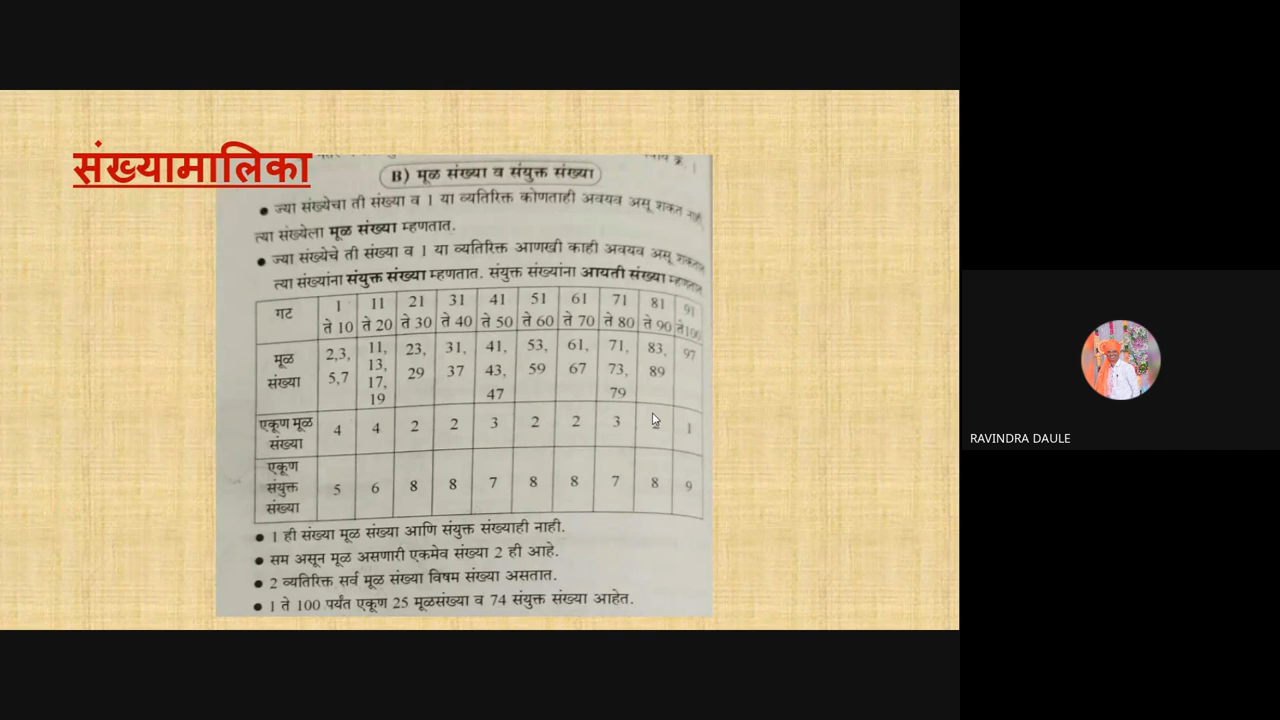 संख्यामालिका
B) मूळ संख्या व संयुक्त संख्या
● ज्या संख्येचा ती संख्या व 1 या व्यतिरिक्त कोणताही अवयव असू शकत नाही
त्या संख्येला मूळ संख्या म्हणतात.
● ज्या संख्येचे ती संख्या व 1 या व्यतिरिक्त आणखी काही अवयव असू शकतात
त्या संख्यांना संयुक्त संख्या म्हणतात. संयुक्त संख्यांना आयती संख्या म्हणतात
गट 1 ते 10 11 ते 20 21 ते 30 31 ते 40 41 ते 50 51 ते 60 61 ते 70 71 ते 80 81 ते 90 91 ते100
मूळ संख्या 2,3, 5,7 11, 13, 17, 19 23, 29 31, 37 41, 43, 47 53, 59 61, 67 71, 73, 79 83, 89 97
एकूण मूळ संख्या 4 4 2 2 3 2 2 3 1
एकूण संयुक्त संख्या 5 6 8 8 7 8 8 7 8 9
● 1 ही संख्या मूळ संख्या आणि संयुक्त संख्याही नाही.
● सम असून मूळ असणारी एकमेव संख्या 2 ही आहे.
● 2 व्यतिरिक्त सर्व मूळ संख्या विषम संख्या असतात.
● 1 ते 100 पर्यंत एकूण 25 मूळसंख्या व 74 संयुक्त संख्या आहेत.
RAVINDRA DAULE